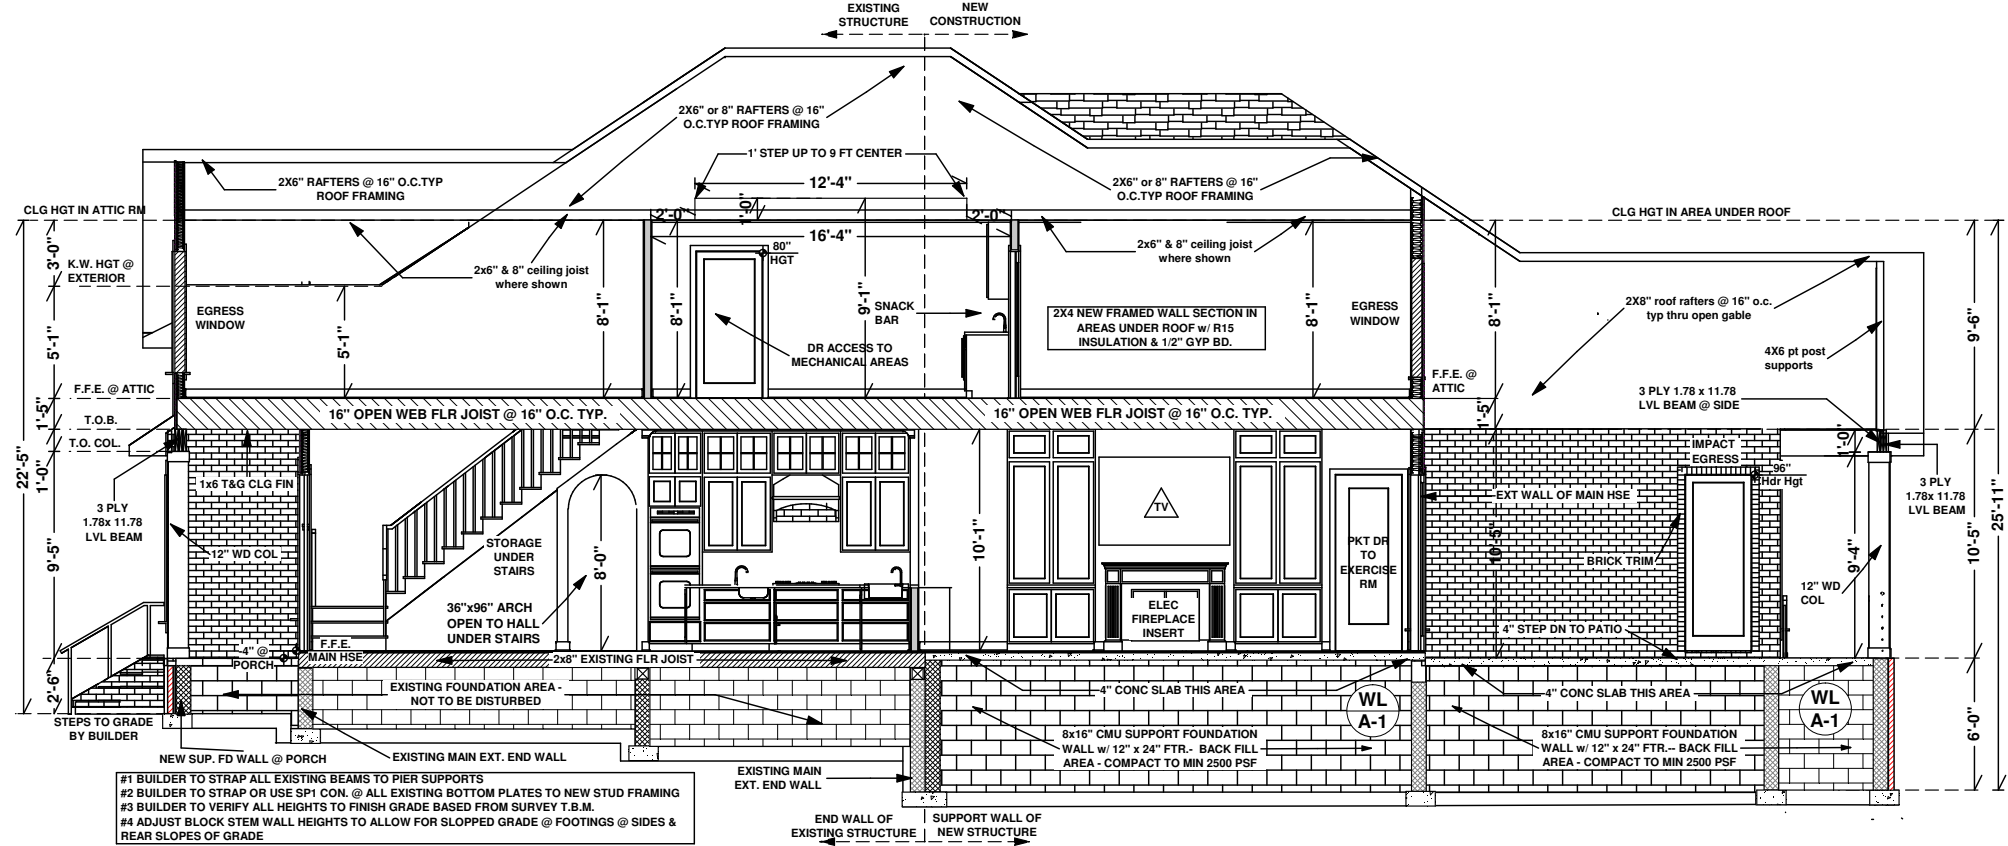 EXISTING
STRUCTURE
NEW
CONSTRUCTION
2X6" or 8" RAFTERS @ 16"
O.C.TYP ROOF FRAMING
1' STEP UP TO 9 FT CENTER
12'-4"
2X6" RAFTERS @ 16" O.C.TYP
ROOF FRAMING
2X6" or 8" RAFTERS @ 16"
O.C.TYP ROOF FRAMING
CLG HGT IN ATTIC RM
2'-0"
1'-0"
2'-0"
CLG HGT IN AREA UNDER ROOF
16'-4"
3'-0"
K.W. HGT @
EXTERIOR
2x6" & 8" ceiling joist
where shown
80"
HGT
2x6" & 8" ceiling joist
where shown
EGRESS
WINDOW
5'-1"
5'-1"
8'-1"
8'-1"
9'-1"
SNACK
BAR
2X4 NEW FRAMED WALL SECTION IN
AREAS UNDER ROOF w/ R15
INSULATION & 1/2" GYP BD.
8'-1"
EGRESS
WINDOW
8'-1"
2X8" roof rafters @ 16" o.c.
typ thru open gable
9'-6"
DR ACCESS TO
MECHANICAL AREAS
4X6 pt post
supports
F.F.E. @ ATTIC
F.F.E. @
ATTIC
3 PLY 1.78 x 11.78
LVL BEAM @ SIDE
1'-5"
T.O.B.
16" OPEN WEB FLR JOIST @ 16" O.C. TYP.
16" OPEN WEB FLR JOIST @ 16" O.C. TYP.
1'-5"
T.O. COL.
22'-5"
1'-0"
1x6 T&G CLG FIN
IMPACT
EGRESS
1'-0"
96"
Hdr Hgt
3 PLY
1.78x 11.78
LVL BEAM
25'-11"
3 PLY
1.78x 11.78
LVL BEAM
EXT WALL OF MAIN HSE
TV
12" WD COL
9'-5"
STORAGE
UNDER
STAIRS
8'-0"
10'-1"
PKT DR
TO
EXERCISE
RM
10'-5"
BRICK TRIM
9'-4"
10'-5"
12" WD
COL
36"x96" ARCH
OPEN TO HALL
UNDER STAIRS
ELEC
FIREPLACE
INSERT
4" STEP DN TO PATIO
-4" @
PORCH
F.F.E.
MAIN HSE
2x8" EXISTING FLR JOIST
2'-6"
EXISTING FOUNDATION AREA -
NOT TO BE DISTURBED
4" CONC SLAB THIS AREA
WL
A-1
4" CONC SLAB THIS AREA
WL
A-1
STEPS TO GRADE
BY BUILDER
8x16" CMU SUPPORT FOUNDATION
WALL w/ 12" x 24" FTR.- BACK FILL
AREA - COMPACT TO MIN 2500 PSF
8x16" CMU SUPPORT FOUNDATION
WALL w/ 12" x 24" FTR.-- BACK FILL
AREA - COMPACT TO MIN 2500 PSF
6'-0"
NEW SUP. FD WALL @ PORCH
EXISTING MAIN EXT. END WALL
EXISTING MAIN
EXT. END WALL
#1 BUILDER TO STRAP ALL EXISTING BEAMS TO PIER SUPPORTS
#2 BUILDER TO STRAP OR USE SP1 CON. @ ALL EXISTING BOTTOM PLATES TO NEW STUD FRAMING
#3 BUILDER TO VERIFY ALL HEIGHTS TO FINISH GRADE BASED FROM SURVEY T.B.M.
#4 ADJUST BLOCK STEM WALL HEIGHTS TO ALLOW FOR SLOPPED GRADE @ FOOTINGS @ SIDES &
REAR SLOPES OF GRADE
END WALL OF
EXISTING STRUCTURE
SUPPORT WALL OF
NEW STRUCTURE